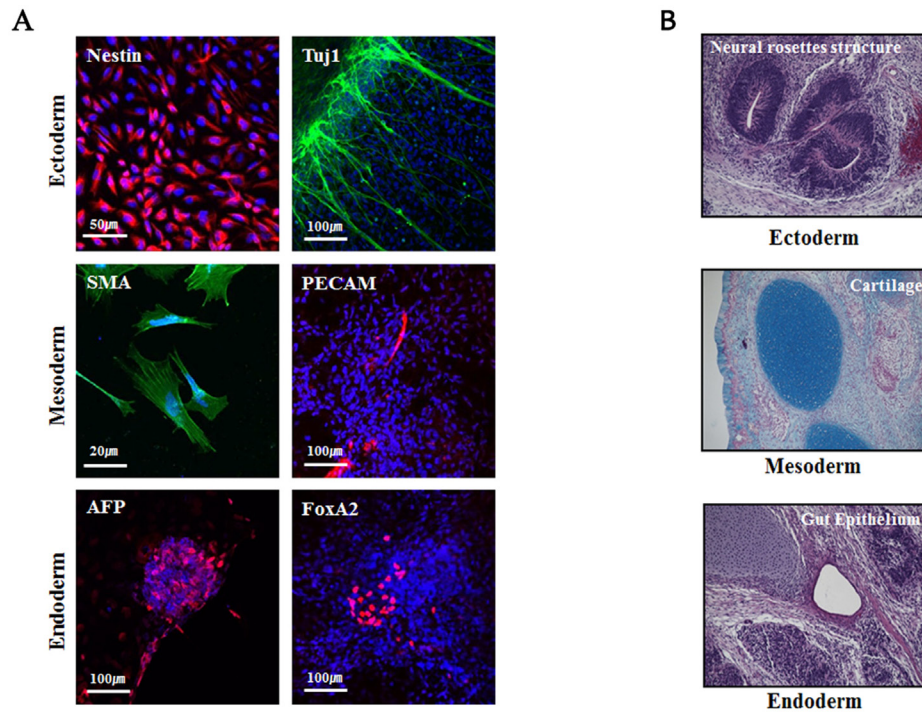 A
B
Ectoderm
Nestin
50㎛
Tuj1
100㎛
Mesoderm
SMA
20㎛
PECAM
100㎛
Endoderm
AFP
100㎛
FoxA2
100㎛
Neural rosettes structure
Ectoderm
Cartilage
Mesoderm
Gut Epithelium
Endoderm